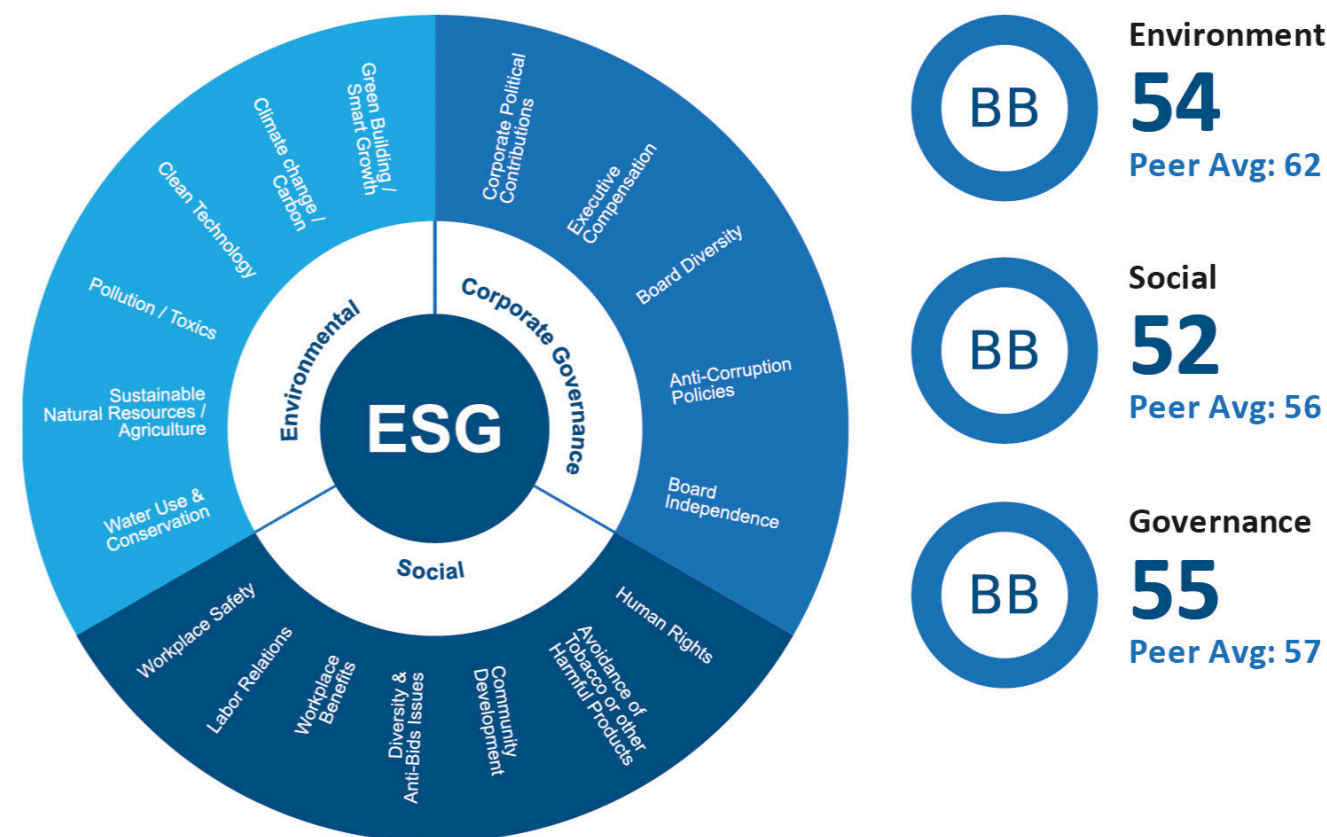 ESG
Environmental
Corporate Governance
Social
Green Building /
Smart Growth
Climate change /
Carbon
Clean Technology
Pollution / Toxics
Sustainable
Natural Resources /
Agriculture
Water Use &
Conservation
Corporate Political
Contributions
Executive
Compensation
Board Diversity
Anti-Corruption
Policies
Board
Independence
Workplace Safety
Labor Relations
Workplace
Benefits
Diversity &
Anti-Bids Issues
Community
Development
Avoidance of
Tobacco or other
Harmful Products
Human Rights
BB
Environment
54
Peer Avg: 62
BB
Social
52
Peer Avg: 56
BB
Governance
55
Peer Avg: 57